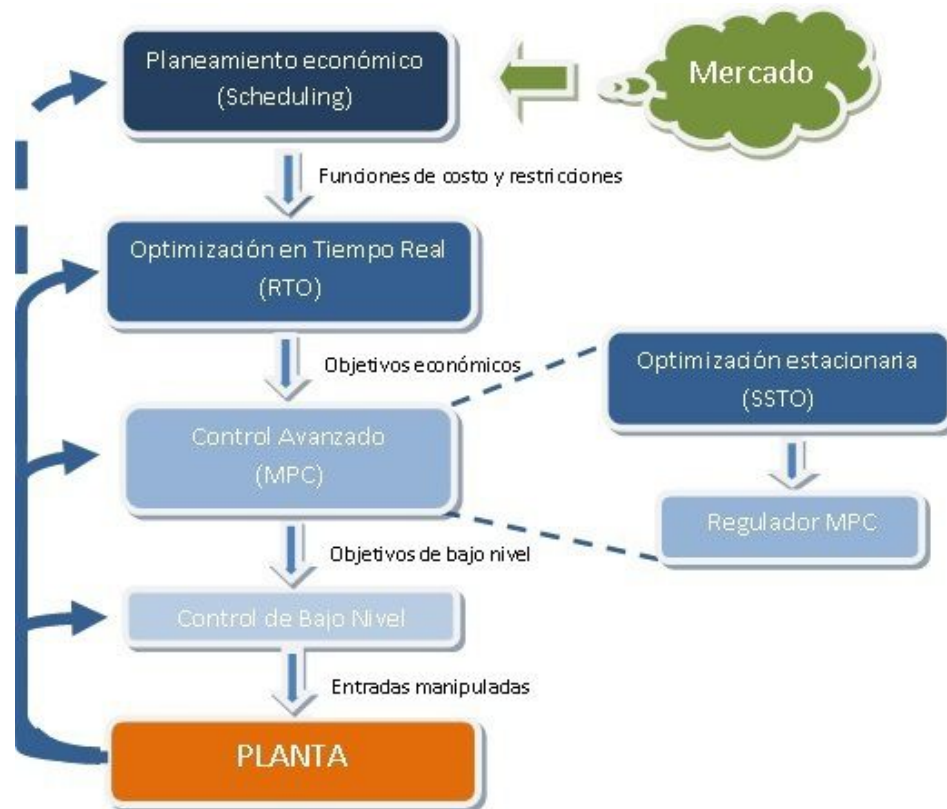 Planeamiento económico
(Scheduling)
Mercado
Funciones de costo y restricciones
Optimización en Tiempo Real
(RTO)
Objetivos económicos
Optimización estacionaria
(SSTO)
Control Avanzado
(MPC)
Regulador MPC
Objetivos de bajo nivel
Control de Bajo Nivel
Entradas manipuladas
PLANTA